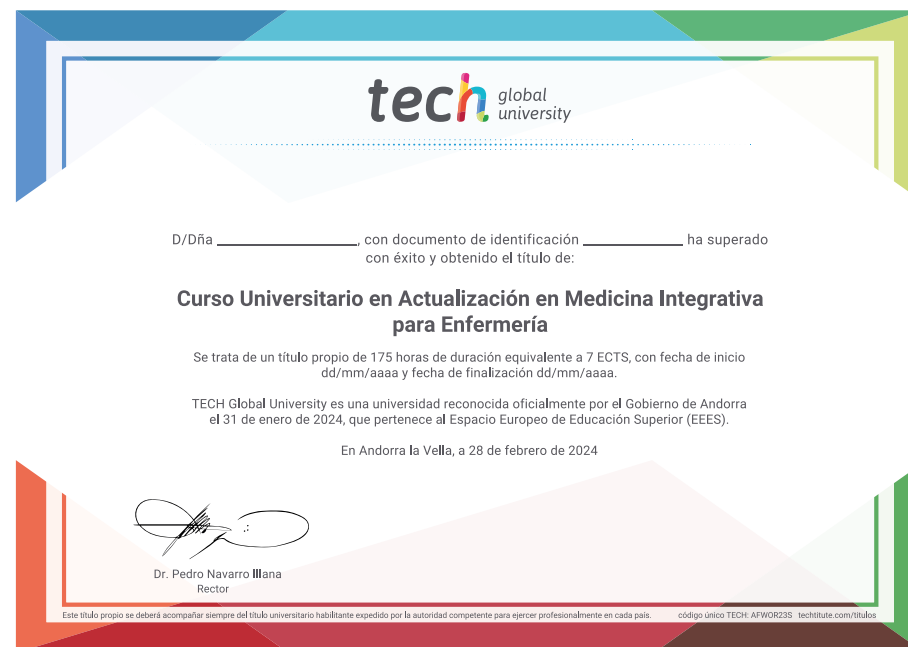 tech global university
D/Dña ____________________, con documento de identificación ______________ ha superado
con éxito y obtenido el título de:
Curso Universitario en Actualización en Medicina Integrativa
para Enfermería
Se trata de un título propio de 175 horas de duración equivalente a 7 ECTS, con fecha de inicio
dd/mm/aaaa y fecha de finalización dd/mm/aaaa.
TECH Global University es una universidad reconocida oficialmente por el Gobierno de Andorra
el 31 de enero de 2024, que pertenece al Espacio Europeo de Educación Superior (EEES).
En Andorra la Vella, a 28 de febrero de 2024
Dr. Pedro Navarro Illana
Rector
Este título propio se deberá acompañar siempre del título universitario habilitante expedido por la autoridad competente para ejercer profesionalmente en cada país. código único TECH: AFWOR23S techtitute.com/titulos